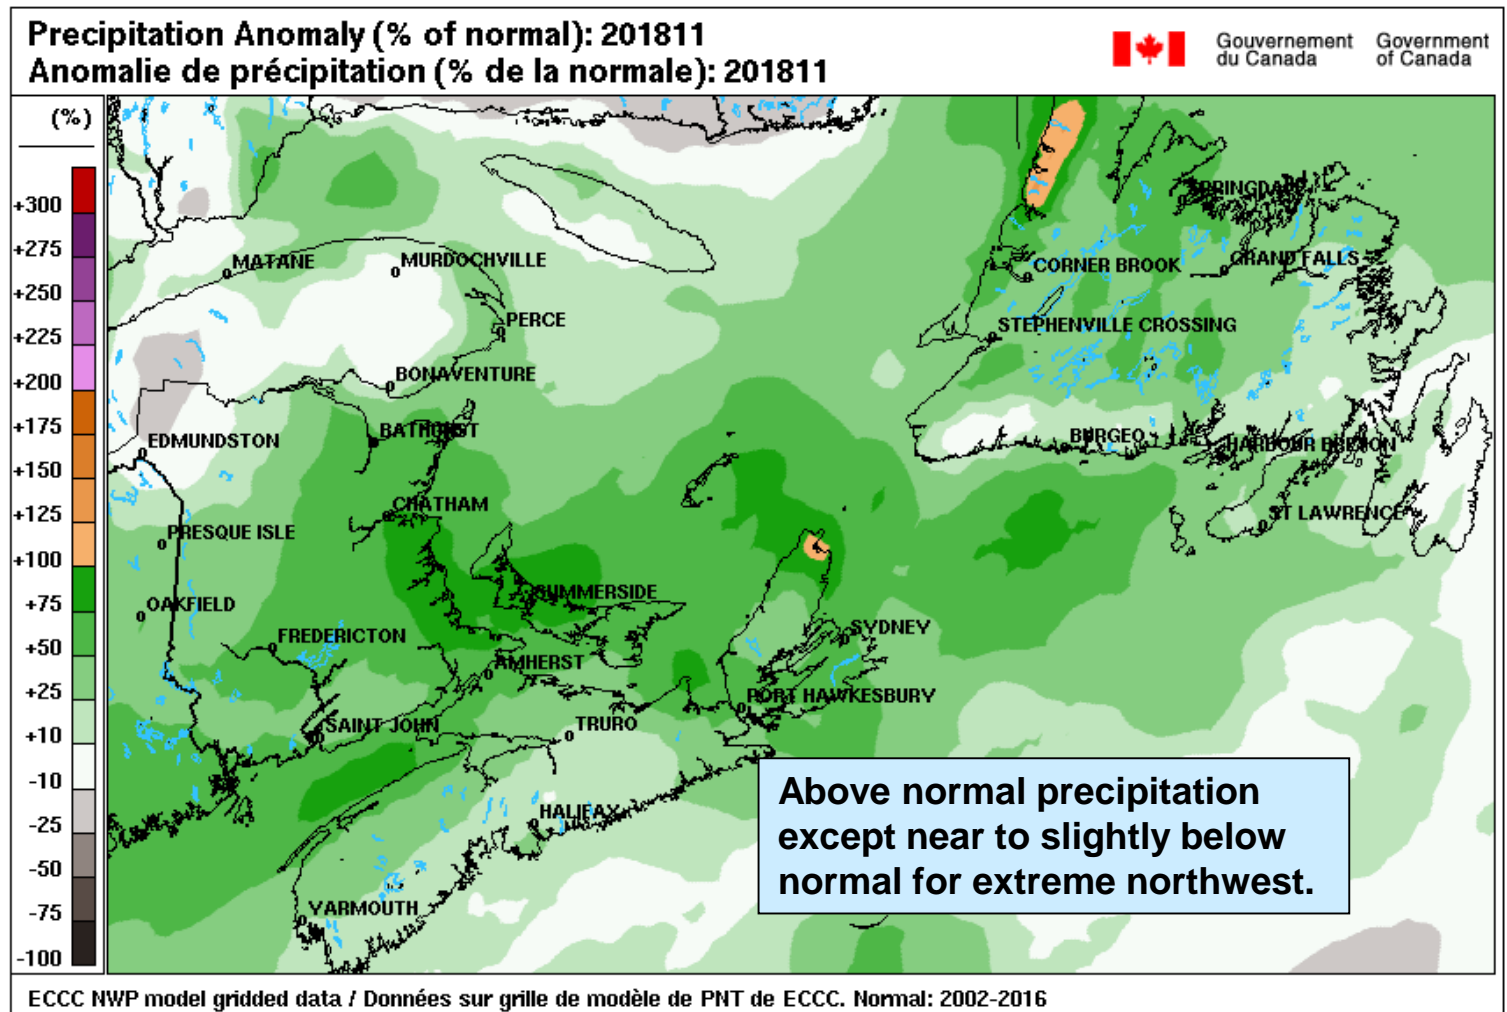 Precipitation Anomaly (% of normal): 201811
Anomalie de précipitation (% de la normale): 201811
Gouvernement du Canada
Government of Canada
(%)
+300
+275
+250
+225
+200
+175
+150
+125
+100
+75
+50
+25
+10
-10
-25
-50
-75
-100
SPRINGDALE
MATANE
MURDOCHVILLE
CORNER BROOK
GRAND FALLS
PERCE
STEPHENVILLE CROSSING
BONAVENTURE
EDMUNDSTON
BATHURST
BURGEO
HARBOUR BRETON
CHATHAM
ST LAWRENCE
PRESQUE ISLE
OAKFIELD
SUMMERSIDE
FREDERICTON
SYDNEY
AMHERST
PORT HAWKESBURY
SAINT JOHN
TRURO
HALIFAX
YARMOUTH
Above normal precipitation
except near to slightly below
normal for extreme northwest.
ECCC NWP model gridded data / Données sur grille de modèle de PNT de ECCC. Normal: 2002-2016